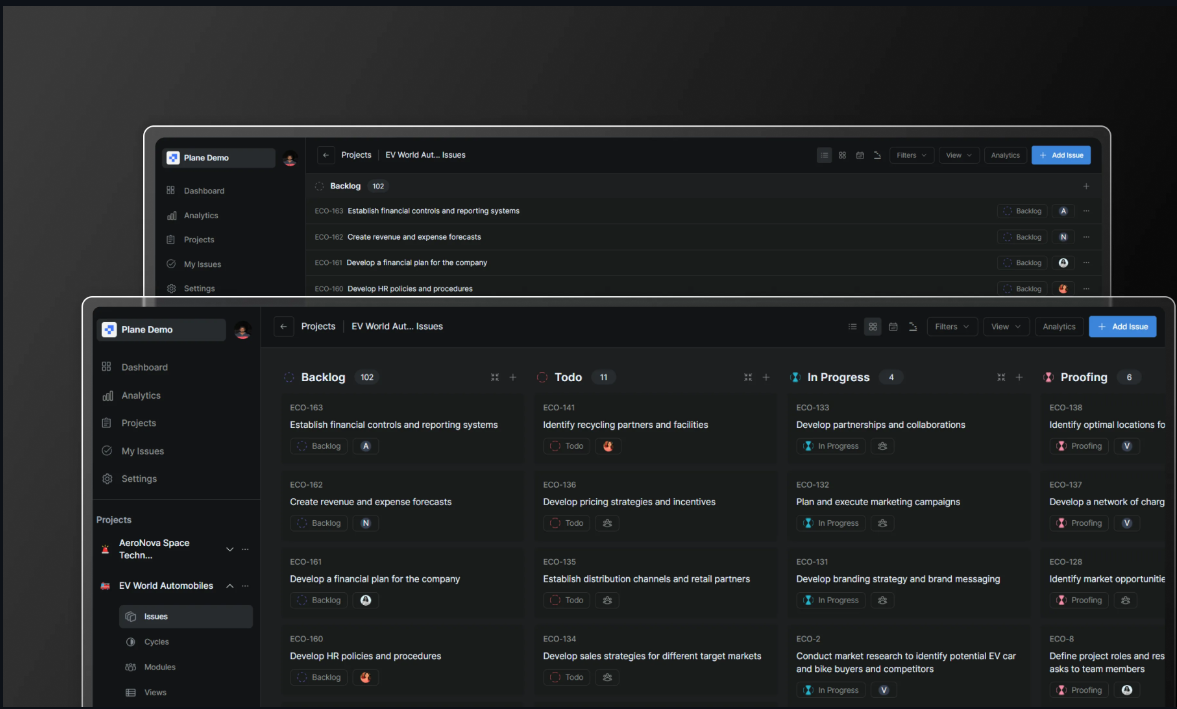 Plane Demo
Projects
EV World Aut... Issues
Filters
View
Analytics
Add Issue
Dashboard
Analytics
Projects
My Issues
Settings
Backlog 102
ECO-163 Establish financial controls and reporting systems
Backlog
A
ECO-162 Create revenue and expense forecasts
Backlog
N
ECO-161 Develop a financial plan for the company
Backlog
ECO-160 Develop HR policies and procedures
Backlog
Plane Demo
Projects
EV World Aut... Issues
Filters
View
Analytics
Add Issue
Dashboard
Analytics
Projects
My Issues
Settings
Projects
AeroNova Space
Techn...
EV World Automobiles
Issues
Cycles
Modules
Views
Backlog 102
ECO-163
Establish financial controls and reporting systems
Backlog
A
ECO-162
Create revenue and expense forecasts
Backlog
N
ECO-161
Develop a financial plan for the company
Backlog
ECO-160
Develop HR policies and procedures
Backlog
Todo 11
ECO-141
Identify recycling partners and facilities
Todo
ECO-136
Develop pricing strategies and incentives
Todo
ECO-135
Establish distribution channels and retail partners
Todo
ECO-134
Develop sales strategies for different target markets
Todo
In Progress 4
ECO-133
Develop partnerships and collaborations
In Progress
ECO-132
Plan and execute marketing campaigns
In Progress
ECO-131
Develop branding strategy and brand messaging
In Progress
ECO-2
Conduct market research to identify potential EV car
and bike buyers and competitors
In Progress
V
Proofing 6
ECO-138
Identify optimal locations fo
Proofing
V
ECO-137
Develop a network of charg
Proofing
V
ECO-128
Identify market opportunitie
Proofing
ECO-8
Define project roles and res
asks to team members
Proofing